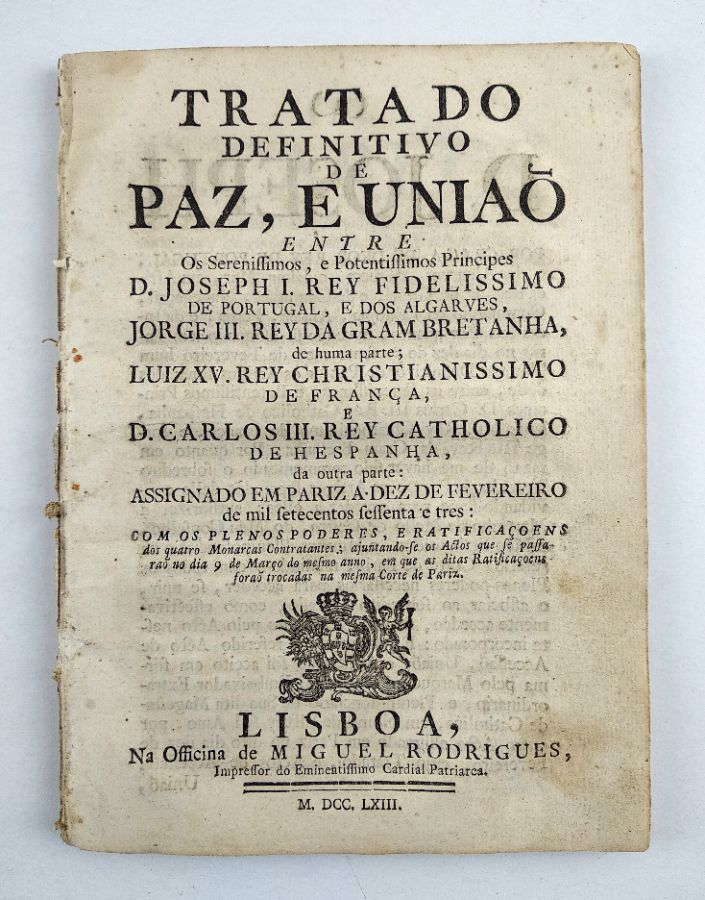 TRATADO
DEFINITIVO
DE
PAZ, E UNIAÕ
ENTRE
Os Sereniſſimos, e Potentiſſimos Principes
D. JOSEPH I. REY FIDELISSIMO
DE PORTUGAL, E DOS ALGARVES,
JORGE III. REY DA GRAM BRETANHA,
de huma parte;
LUIZ XV. REY CHRISTIANISSIMO
DE FRANÇA,
E
D. CARLOS III. REY CATHOLICO
DE HESPANHA,
da outra parte:
ASSIGNADO EM PARIZ A DEZ DE FEVEREIRO
de mil ſetecentos ſeſſenta e tres:
COM OS PLENOS PODERES, E RATIFICAÇOENS
dos quatro Monarcas Contratantes; ajuntando-ſe os Actos que ſe paſſa-
raõ no dia 9 de Março do meſmo anno, em que as ditas Ratificaçoens
foraõ trocadas na meſma Corte de Pariz.
LISBOA,
Na Officina de MIGUEL RODRIGUES,
Impreſſor do Eminentiſſimo Cardial Patriarca.
M. DCC. LXIII.